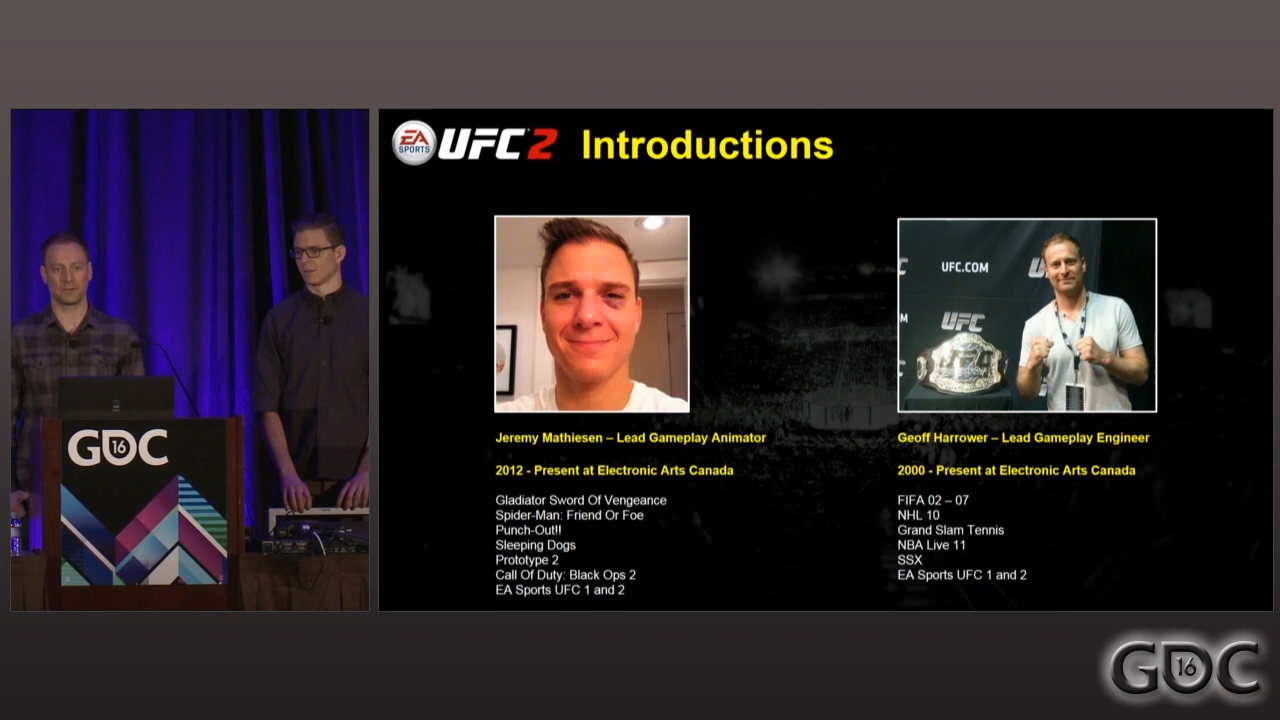 EA SPORTS UFC 2 Introductions
UFC.COM
UFC
Jeremy Mathiesen – Lead Gameplay Animator
2012 - Present at Electronic Arts Canada
Gladiator Sword Of Vengeance
Spider-Man: Friend Or Foe
Punch-Out!!
Sleeping Dogs
Prototype 2
Call Of Duty: Black Ops 2
EA Sports UFC 1 and 2
Geoff Harrower – Lead Gameplay Engineer
2000 - Present at Electronic Arts Canada
FIFA 02 – 07
NHL 10
Grand Slam Tennis
NBA Live 11
SSX
EA Sports UFC 1 and 2
GDC 16
GDC 16